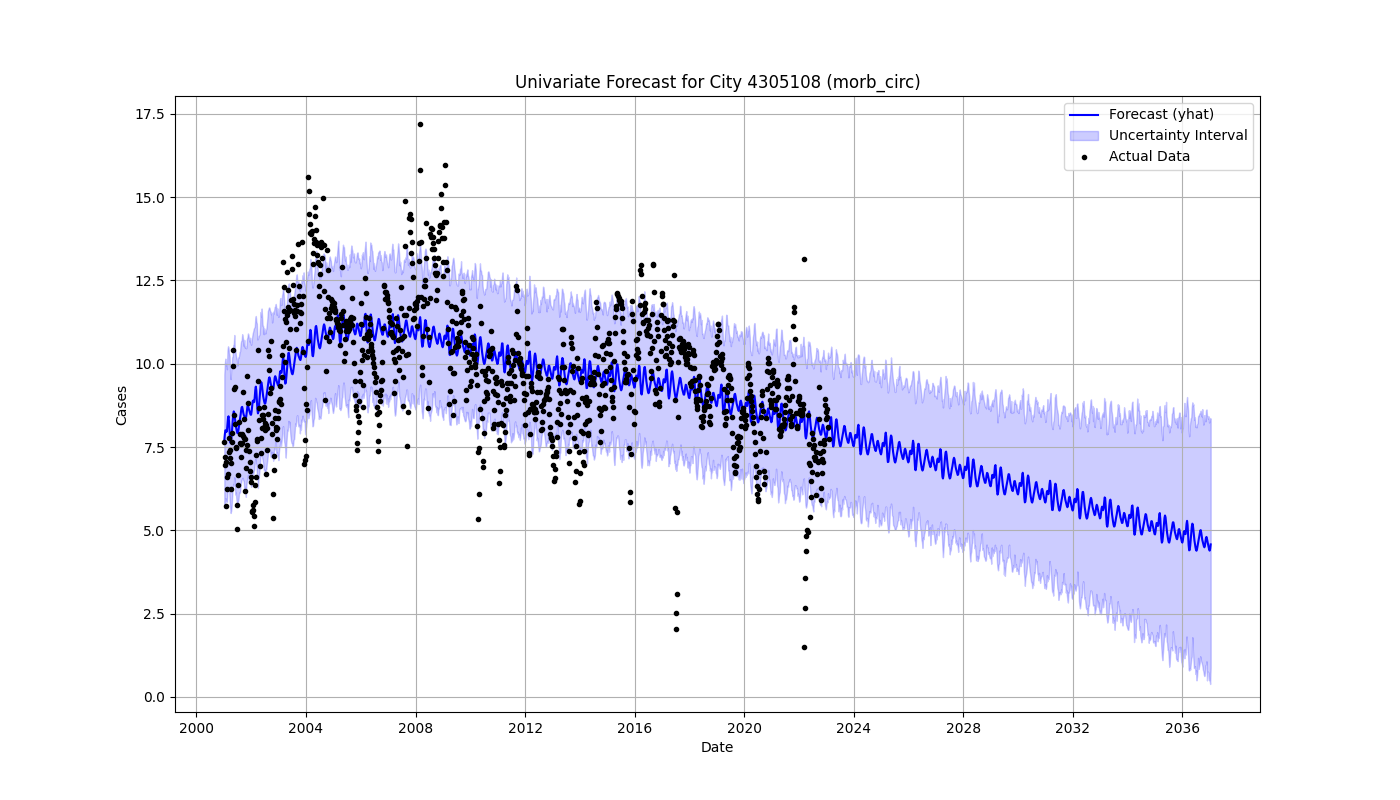 Univariate Forecast for City 4305108 (morb_circ)
Forecast (yhat)
Uncertainty Interval
Actual Data
17.5
15.0
12.5
10.0
7.5
5.0
2.5
0.0
Cases
2000 2004 2008 2012 2016 2020 2024 2028 2032 2036
Date